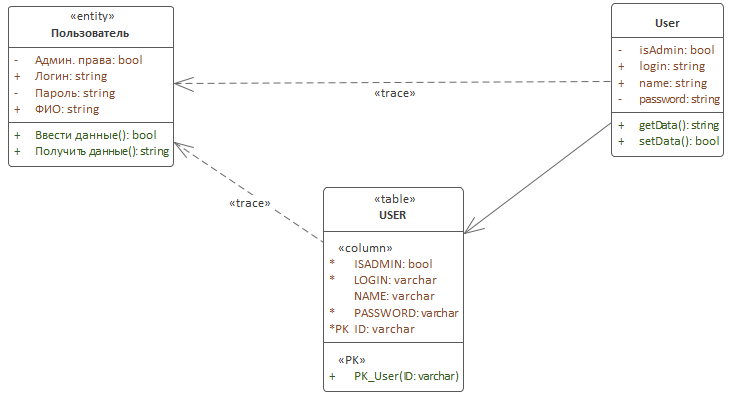 «entity»
Пользователь
- Админ. права: bool
+ Логин: string
- Пароль: string
+ ФИО: string
+ Ввести данные(): bool
+ Получить данные(): string
User
- isAdmin: bool
+ login: string
+ name: string
- password: string
+ getData(): string
+ setData(): bool
«trace»
«trace»
«table»
USER
«column»
* ISADMIN: bool
* LOGIN: varchar
NAME: varchar
* PASSWORD: varchar
*PK ID: varchar
«PK»
+ PK_User(ID: varchar)